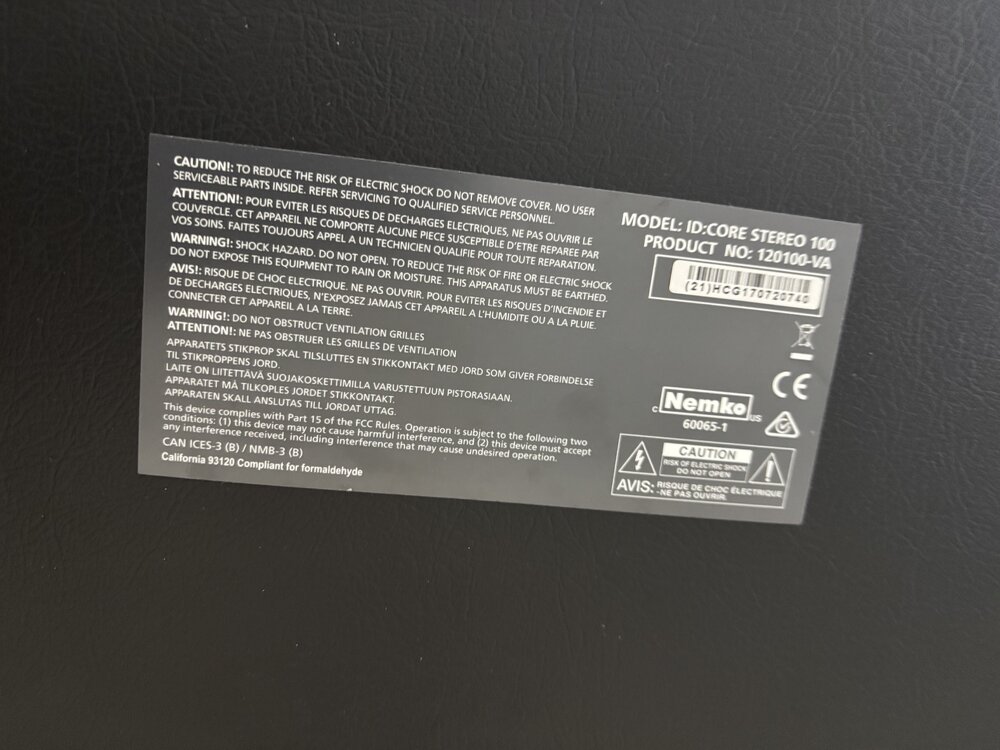 CAUTION!: TO REDUCE THE RISK OF ELECTRIC SHOCK DO NOT REMOVE COVER. NO USER
SERVICEABLE PARTS INSIDE. REFER SERVICING TO QUALIFIED SERVICE PERSONNEL.
ATTENTION!: POUR EVITER LES RISQUES DE DECHARGES ELECTRIQUES, NE PAS OUVRIR LE
COUVERCLE. CET APPAREIL NE COMPORTE AUCUNE PIECE SUSCEPTIBLE D'ETRE REPAREE PAR
VOS SOINS. FAITES TOUJOURS APPEL A UN TECHNICIEN QUALIFIE POUR TOUTE REPARATION.
WARNING!: SHOCK HAZARD. DO NOT OPEN. TO REDUCE THE RISK OF FIRE OR ELECTRIC SHOCK
DO NOT EXPOSE THIS EQUIPMENT TO RAIN OR MOISTURE. THIS APPARATUS MUST BE EARTHED.
AVIS!: RISQUE DE CHOC ELECTRIQUE. NE PAS OUVRIR. POUR EVITER LES RISQUES D'INCENDIE ET
DE DECHARGES ELECTRIQUES, N'EXPOSEZ JAMAIS CET APPAREIL A L'HUMIDITE OU A LA PLUIE.
CONNECTER CET APPAREIL A LA TERRE.
WARNING!: DO NOT OBSTRUCT VENTILATION GRILLES
ATTENTION!: NE PAS OBSTRUER LES GRILLES DE VENTILATION
APPARATETS STIKPROP SKAL TILSLUTTES EN STIKKONTAKT MED JORD SOM GIVER FORBINDELSE
TIL STIKPROPPENS JORD.
LAITE ON LIITETTÄVÄ SUOJAKOSKETTIMILLA VARUSTETTUUN PISTORASIAAN.
APPARATET MÅ TILKOPLES JORDET STIKKONTAKT.
APPARATEN SKALL ANSLUTAS TILL JORDAT UTTAG.
This device complies with Part 15 of the FCC Rules. Operation is subject to the following two
conditions: (1) this device may not cause harmful interference, and (2) this device must accept
any interference received, including interference that may cause undesired operation.
CAN ICES-3 (B) / NMB-3 (B)
California 93120 Compliant for formaldehyde
MODEL: ID:CORE STEREO 100
PRODUCT NO: 120100-VA
(21)HCG170720740
CE
c Nemko us
60065-1
CAUTION
RISK OF ELECTRIC SHOCK
DO NOT OPEN
AVIS: RISQUE DE CHOC ÉLECTRIQUE
-NE PAS OUVRIR.